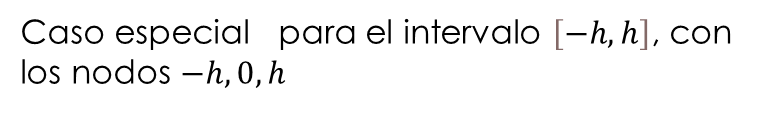 Caso especial para el intervalo [−h, h], con
los nodos −h, 0, h